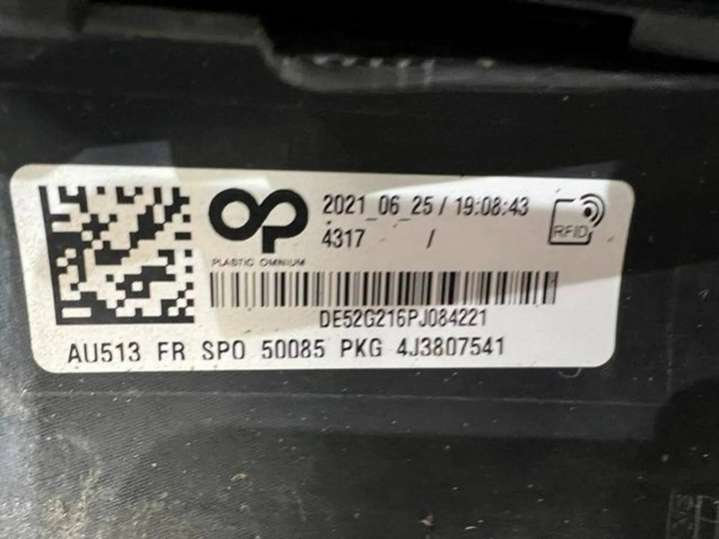 2021_06_25 / 19:08:43
4317 /
RFID
PLASTIC OMNIUM
DE52G216PJ084221
AU513 FR SPO 50085 PKG 4J3807541